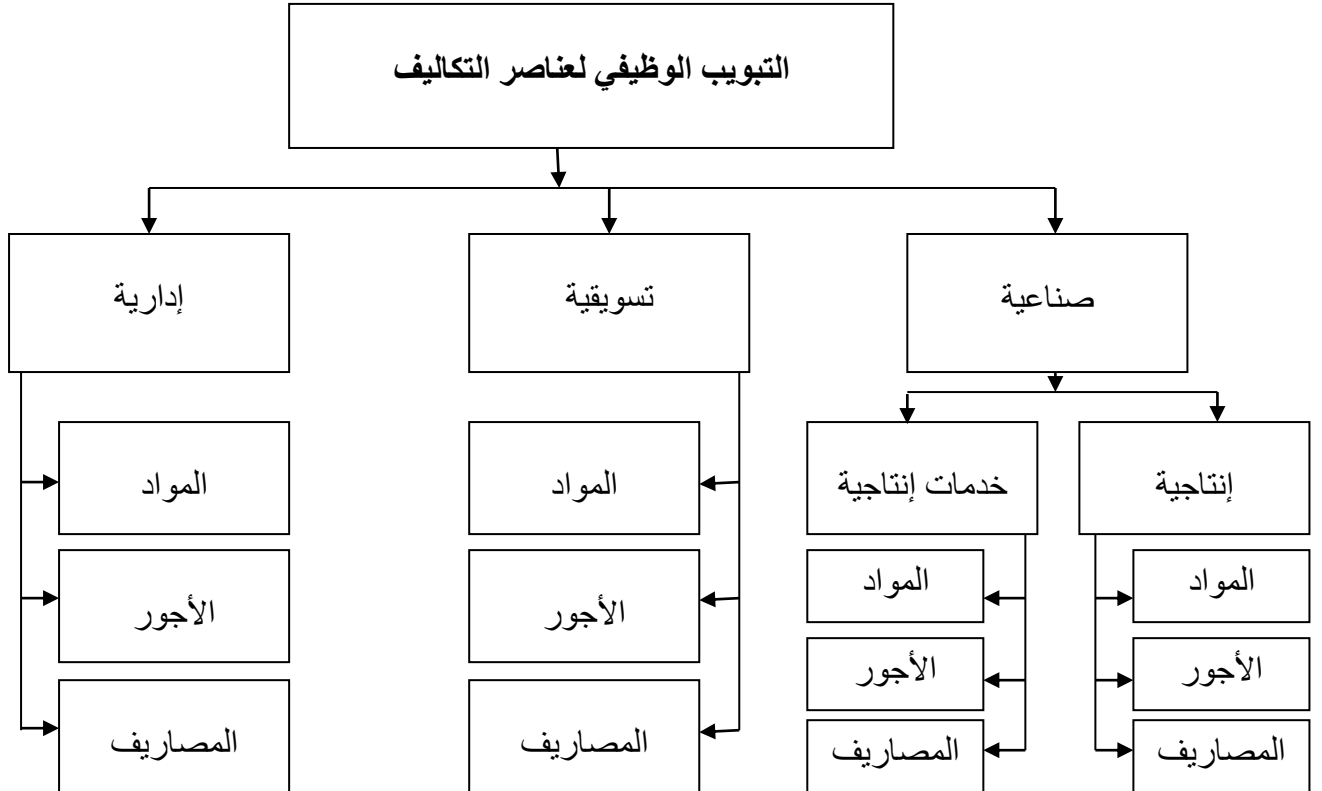 التبويب الوظيفي لعناصر التكاليف
صناعية
تسويقية
إدارية
إنتاجية
خدمات إنتاجية
المواد
المواد
المواد
المواد
الأجور
الأجور
الأجور
الأجور
المصاريف
المصاريف
المصاريف
المصاريف